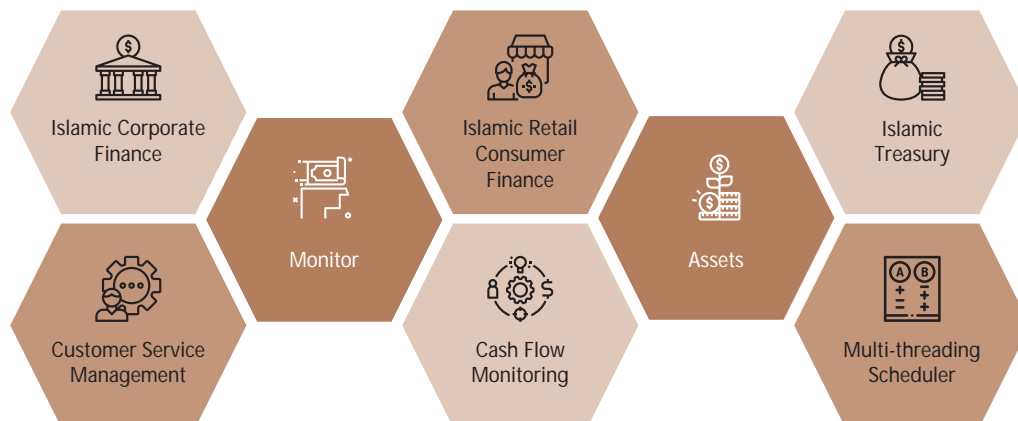 Islamic Corporate
Finance
Monitor
Islamic Retail
Consumer
Finance
Assets
Islamic
Treasury
Customer Service
Management
Cash Flow
Monitoring
A B
Multi-threading
Scheduler